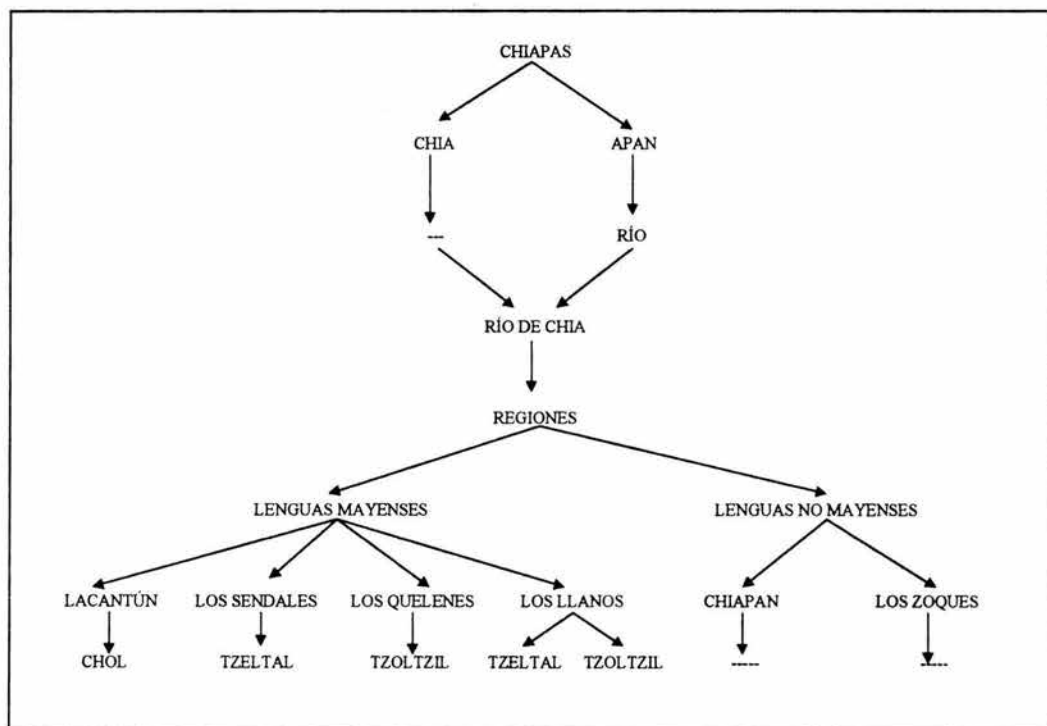 CHIAPAS
CHIA APAN
--- RÍO
RÍO DE CHIA
REGIONES
LENGUAS MAYENSES LENGUAS NO MAYENSES
LACANTÚN LOS SENDALES LOS QUELENES LOS LLANOS CHIAPAN LOS ZOQUES
CHOL TZELTAL TZOLTZIL TZELTAL TZOLTZIL ----- -----